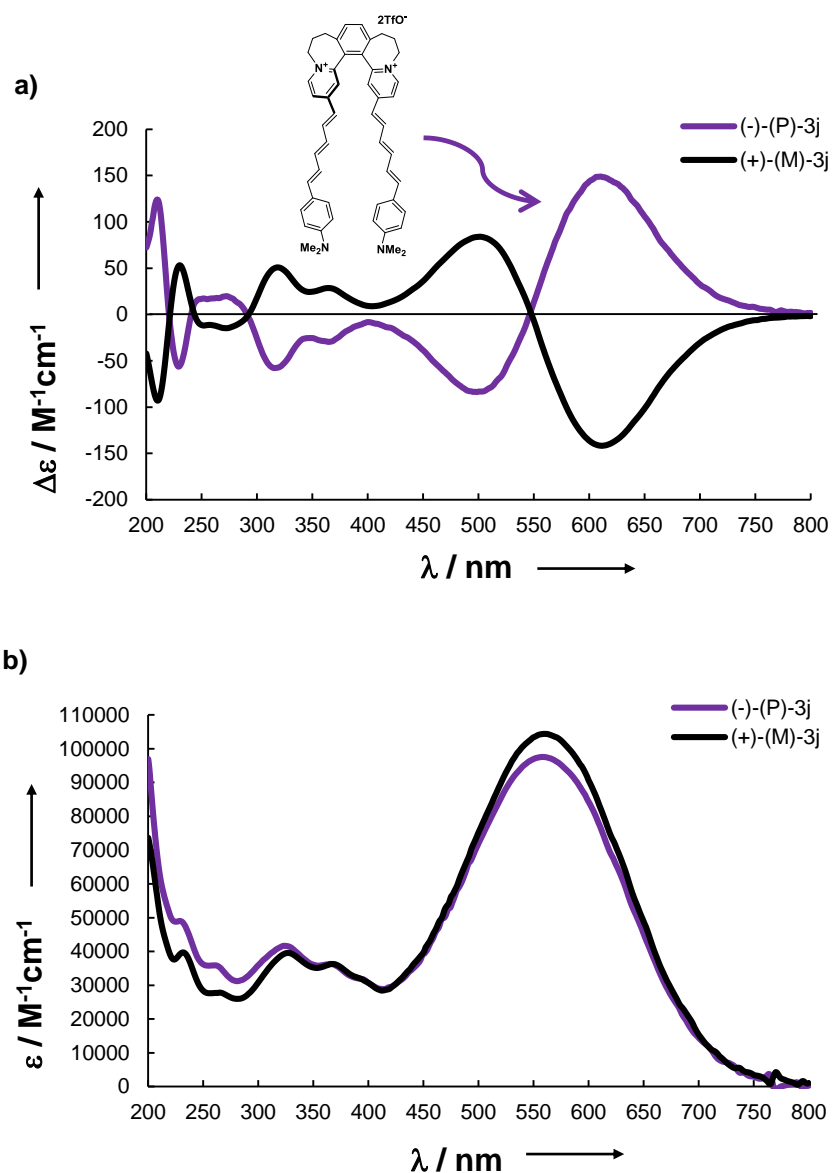 2TfO-
N+ N+
Me2N NMe2
a)
(-)-(P)-3j
(+)-(M)-3j
200
150
100
50
0
-50
-100
-150
-200
200 250 300 350 400 450 500 550 600 650 700 750 800
Δε / M-1cm-1
λ / nm
b)
(-)-(P)-3j
(+)-(M)-3j
110000
100000
90000
80000
70000
60000
50000
40000
30000
20000
10000
0
200 250 300 350 400 450 500 550 600 650 700 750 800
ε / M-1cm-1
λ / nm